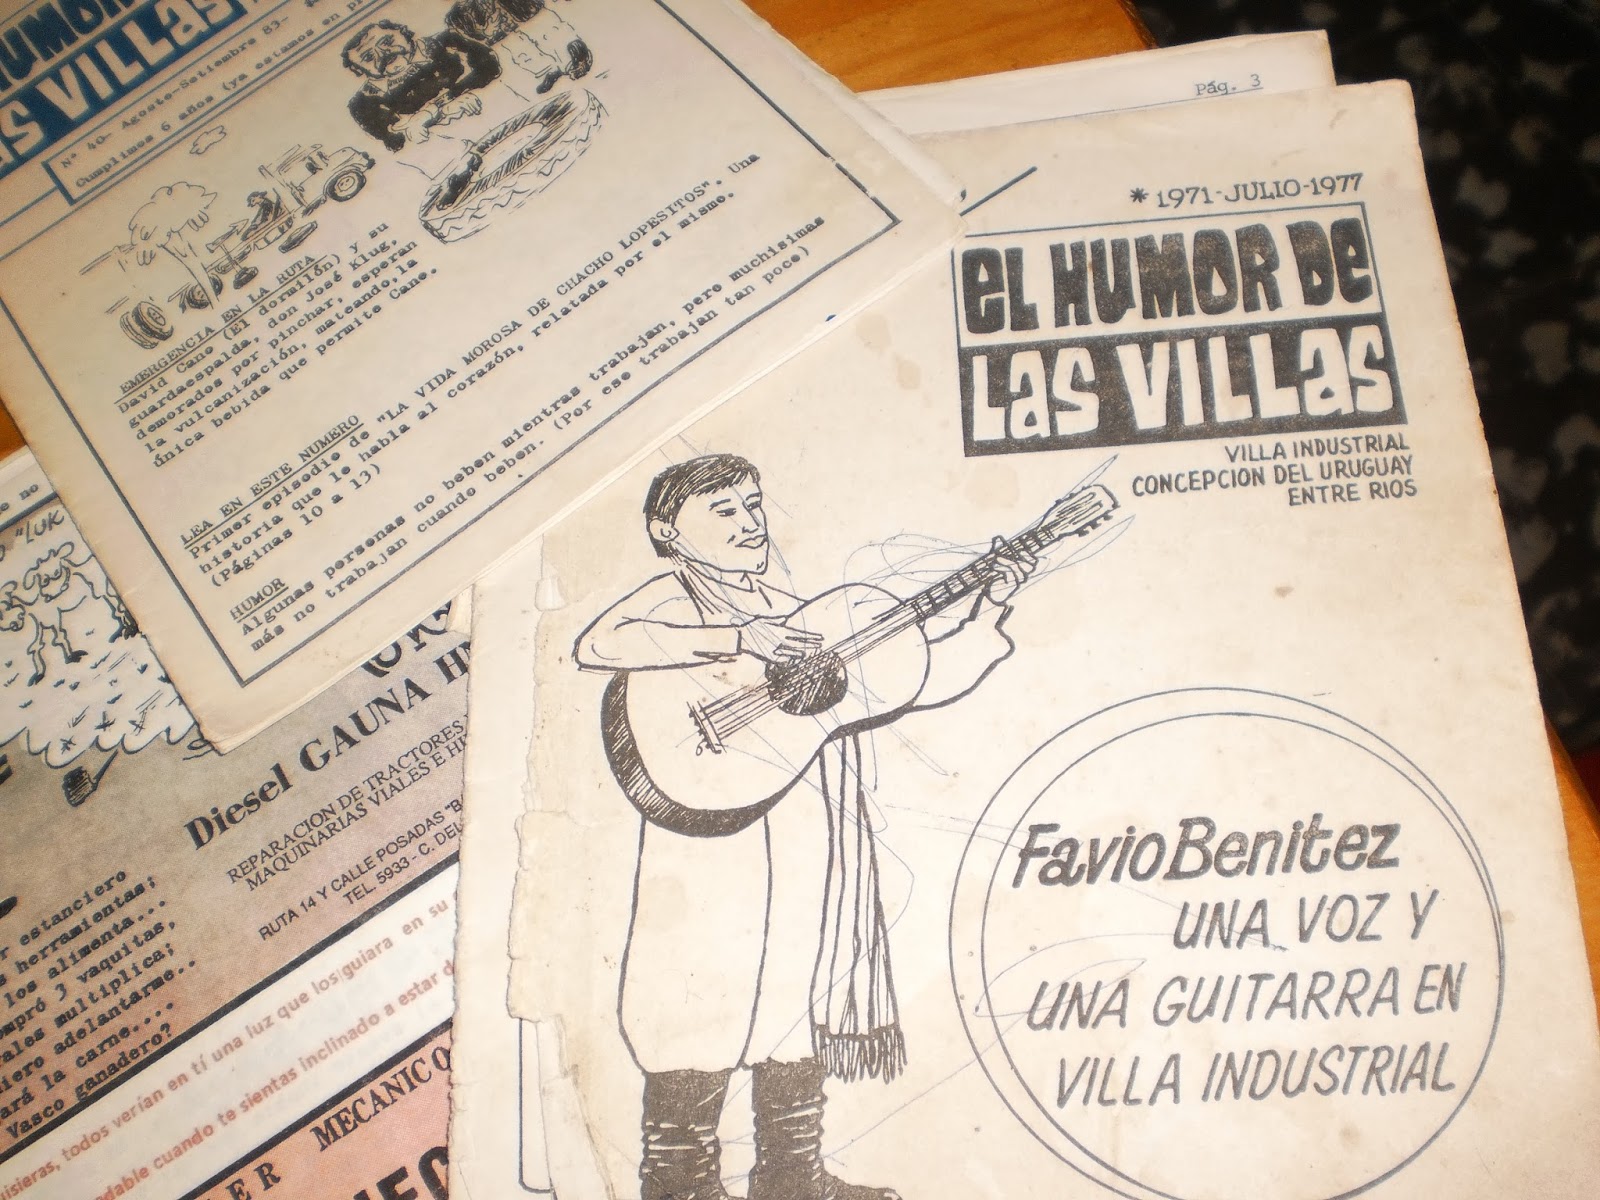 HUMOR
LAS VILLAS
N° 40- Agosto-Setiembre 83-
Cumplimos 6 años (ya estamos en
EMERGENCIA EN LA RUTA
David Cano (El dormilón) y su
guardaespalda, don José Klug,
demorados por pinchar, esperan
la vulcanización, mateando, la
única bebida que permite Cano.
LEA EN ESTE NUMERO
Primer episodio de "LA VIDA MOROSA DE CHACHO LOPESITOS". Una
historia que le habla al corazón, relatada por el mismo.
(Páginas 10 a 13)
HUMOR
Algunas personas no beben mientras trabajan, pero muchísimas
más no trabajan cuando beben. (Por eso trabajan tan poco)
Pág. 3
* 1971-JULIO-1977
EL HUMOR DE
LAS VILLAS
VILLA INDUSTRIAL
CONCEPCION DEL URUGUAY
ENTRE RIOS
Favio Benitez
UNA VOZ Y
UNA GUITARRA EN
VILLA INDUSTRIAL
"LUK
Diesel GAUNA
REPARACION DE TRACTORES
MAQUINARIAS VIALES E
RUTA 14 Y CALLE POSADAS
TEL. 5933 - C. DEL
estanciero
herramientas;
los alimenta...
3 vaquitas,
multiplica;
adelantarme..
la carne....
Vasco ganadero?
todos verían en tí una luz que los guiara en su
cuando te sientas inclinado a estar
MECANICO